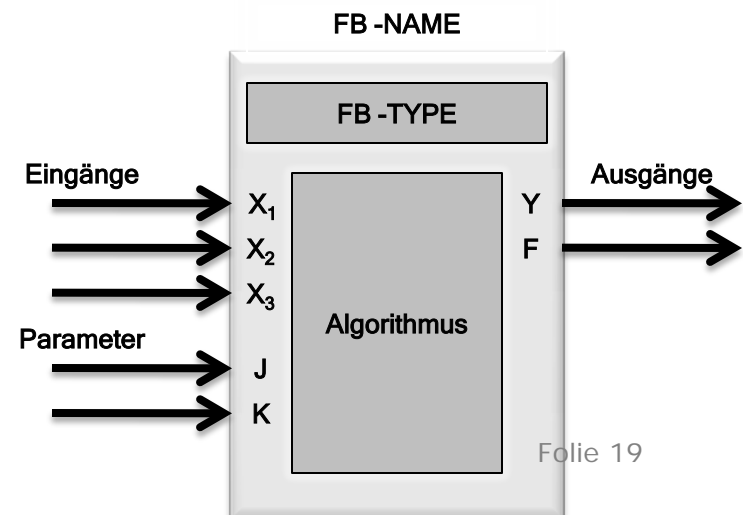 FB -NAME
FB -TYPE
Eingänge
Ausgänge
X₁
Y
X₂
F
X₃
Algorithmus
Parameter
J
K
Folie 19